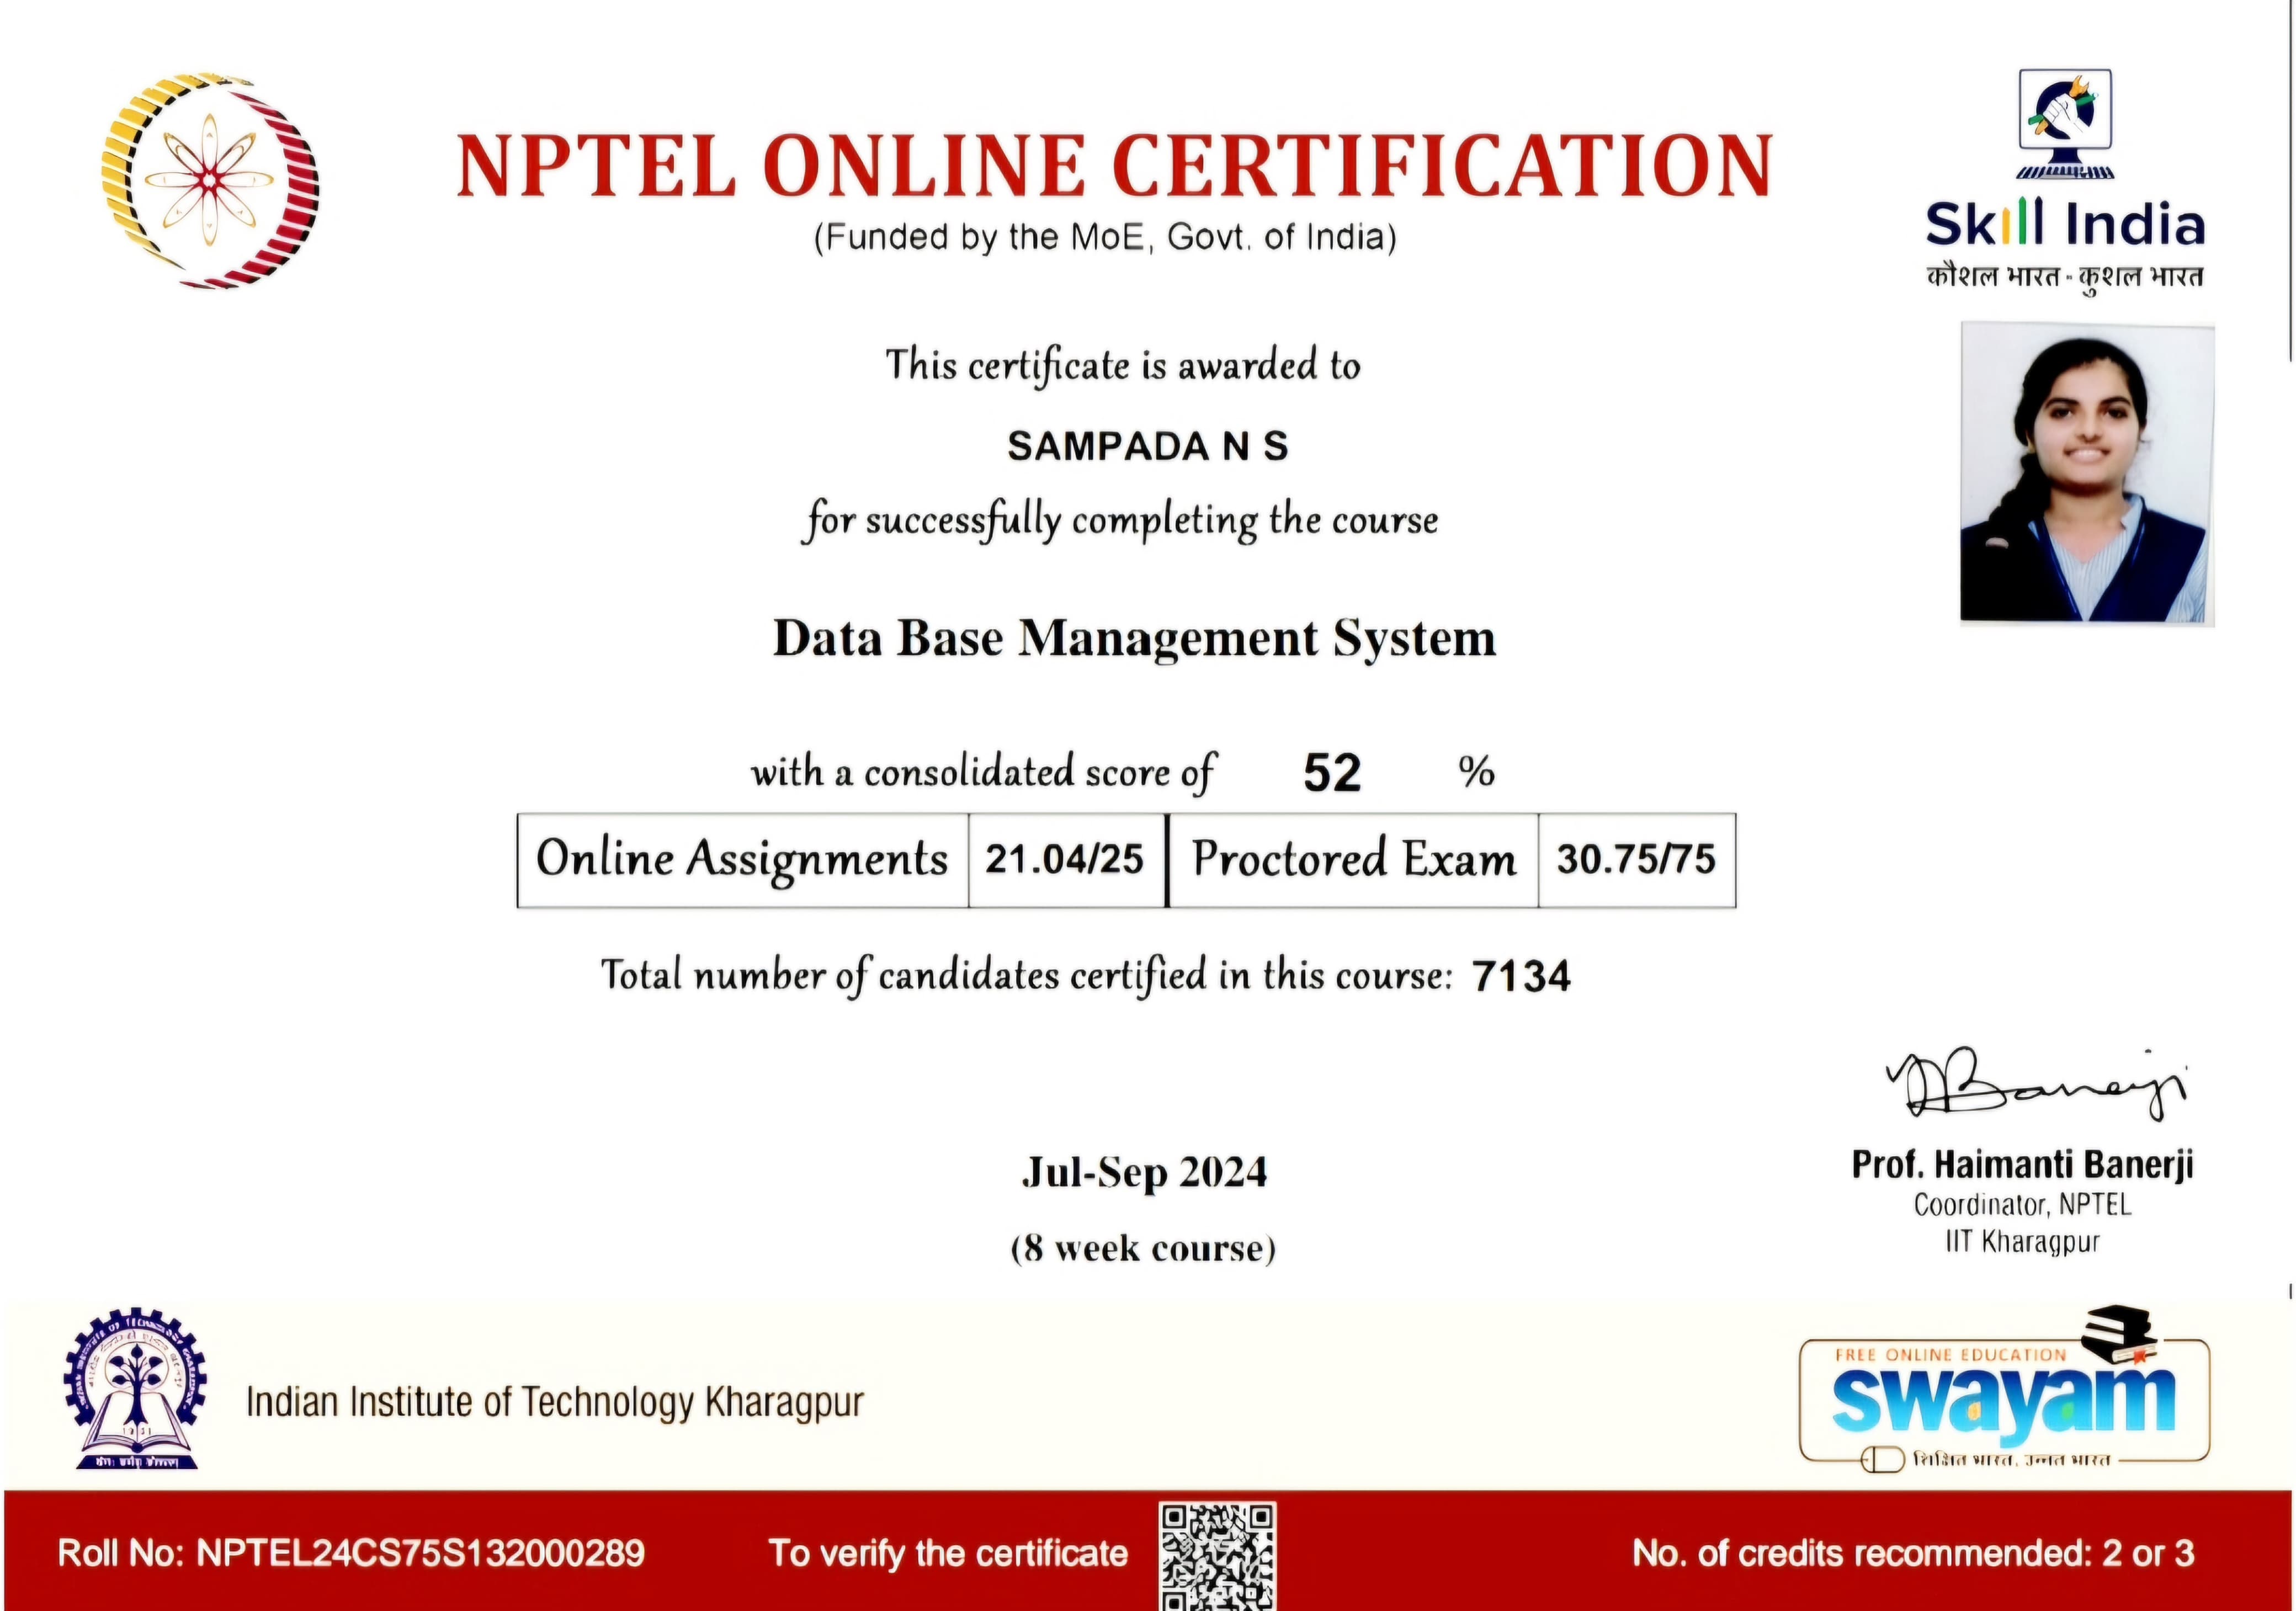 NPTEL ONLINE CERTIFICATION
(Funded by the MoE, Govt. of India)
Skill India
कौशल भारत - कुशल भारत
This certificate is awarded to
SAMPADA N S
for successfully completing the course
Data Base Management System
with a consolidated score of 52 %
Online Assignments 21.04/25 Proctored Exam 30.75/75
Total number of candidates certified in this course: 7134
Banerji
Jul-Sep 2024
(8 week course)
Prof. Haimanti Banerji
Coordinator, NPTEL
IIT Kharagpur
Indian Institute of Technology Kharagpur
FREE ONLINE EDUCATION
swayam
शिक्षित भारत, उन्नत भारत
Roll No: NPTEL24CS75S132000289
To verify the certificate
No. of credits recommended: 2 or 3